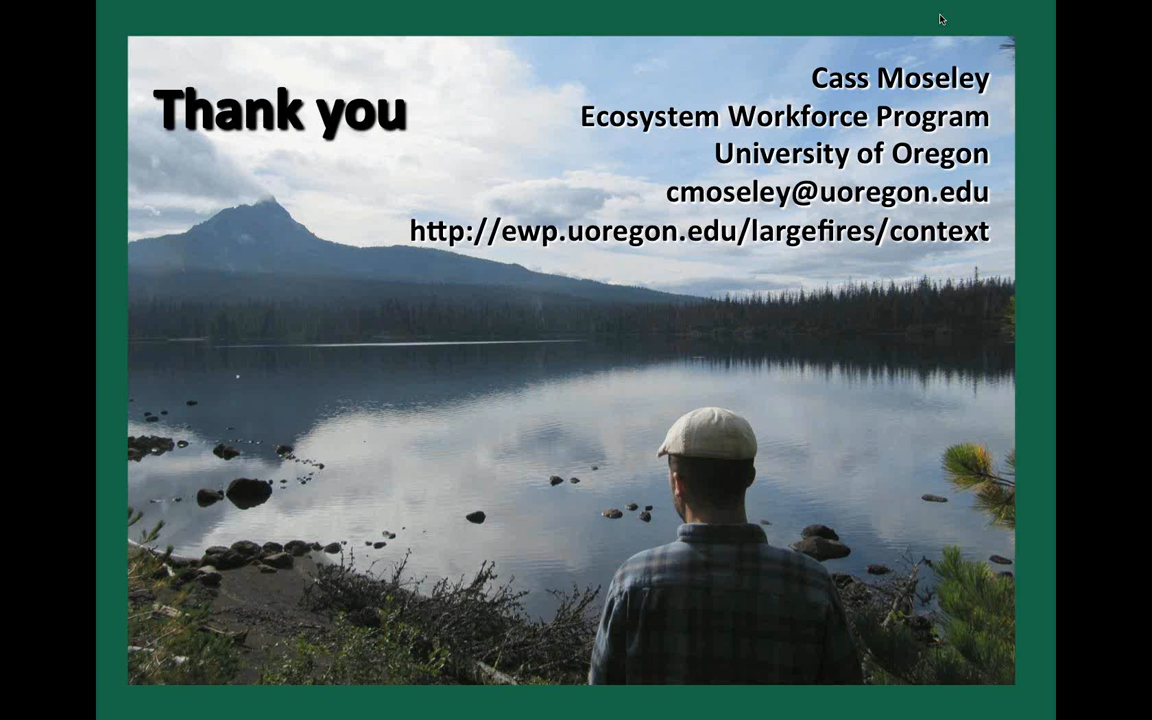 Thank you
Cass Moseley
Ecosystem Workforce Program
University of Oregon
cmoseley@uoregon.edu
http://ewp.uoregon.edu/largefires/context